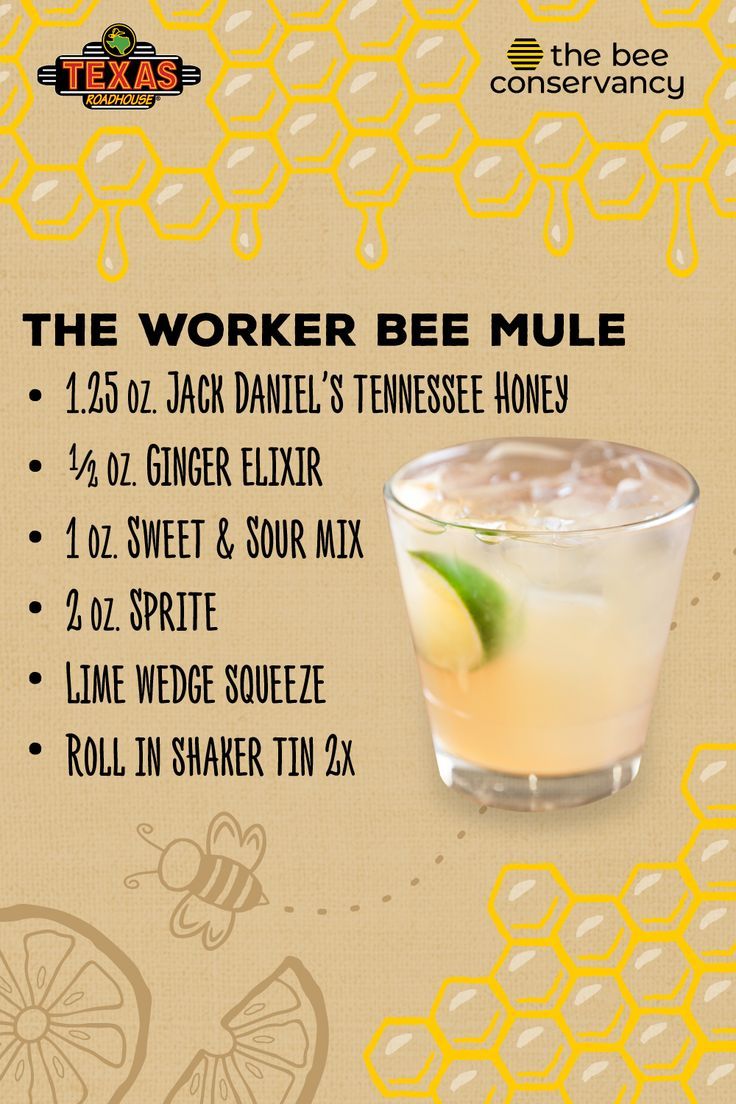 TEXAS
ROADHOUSE®
the bee
conservancy
THE WORKER BEE MULE
• 1.25 oz. JACK DANIEL'S TENNESSEE HONEY
• ½ oz. GINGER ELIXIR
• 1 oz. SWEET & SOUR MIX
• 2 oz. SPRITE
• LIME WEDGE SQUEEZE
• ROLL IN SHAKER TIN 2X